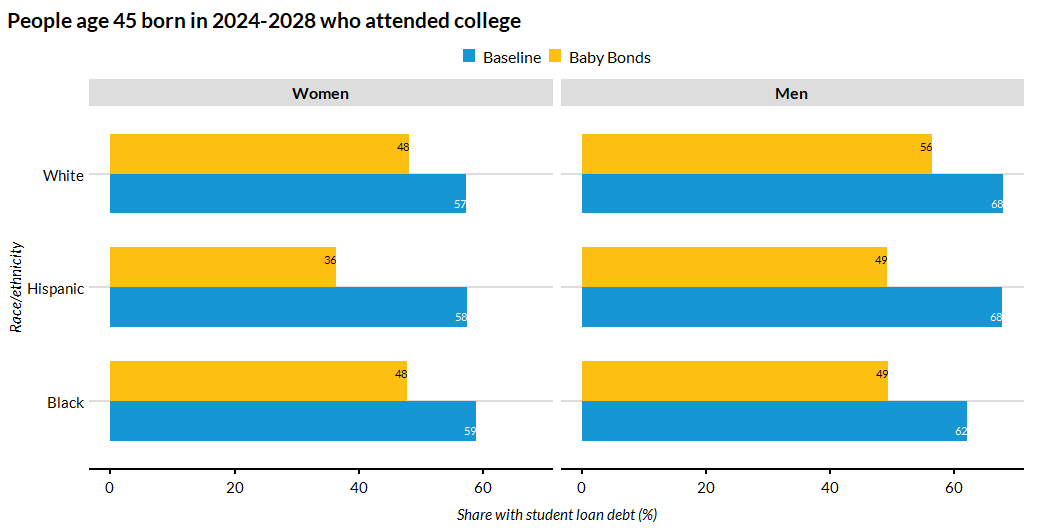 People age 45 born in 2024-2028 who attended college
Baseline Baby Bonds
Women Men
48 56
White
57 68
36 49
Hispanic
58 68
48 49
Black
59 62
Race/ethnicity
0 20 40 60 0 20 40 60
Share with student loan debt (%)